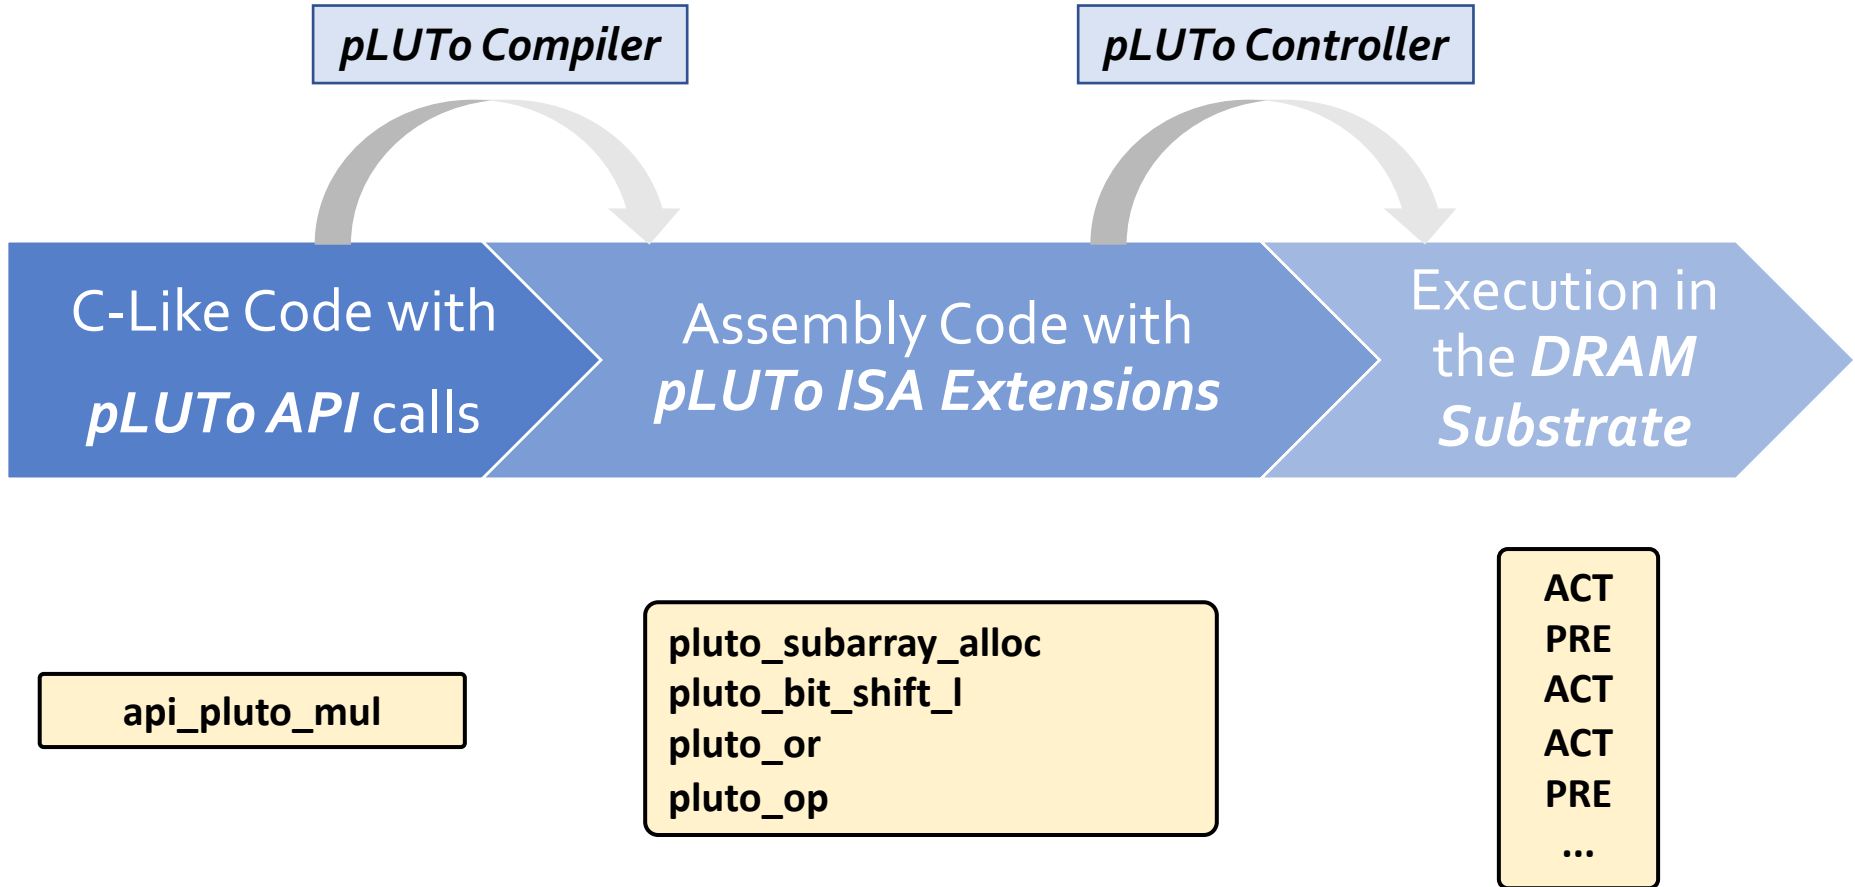 pLUTo Compiler
pLUTo Controller
C-Like Code with
pLUTo API calls
Assembly Code with
pLUTo ISA Extensions
Execution in
the DRAM
Substrate
api_pluto_mul
pluto_subarray_alloc
pluto_bit_shift_l
pluto_or
pluto_op
ACT
PRE
ACT
ACT
PRE
...